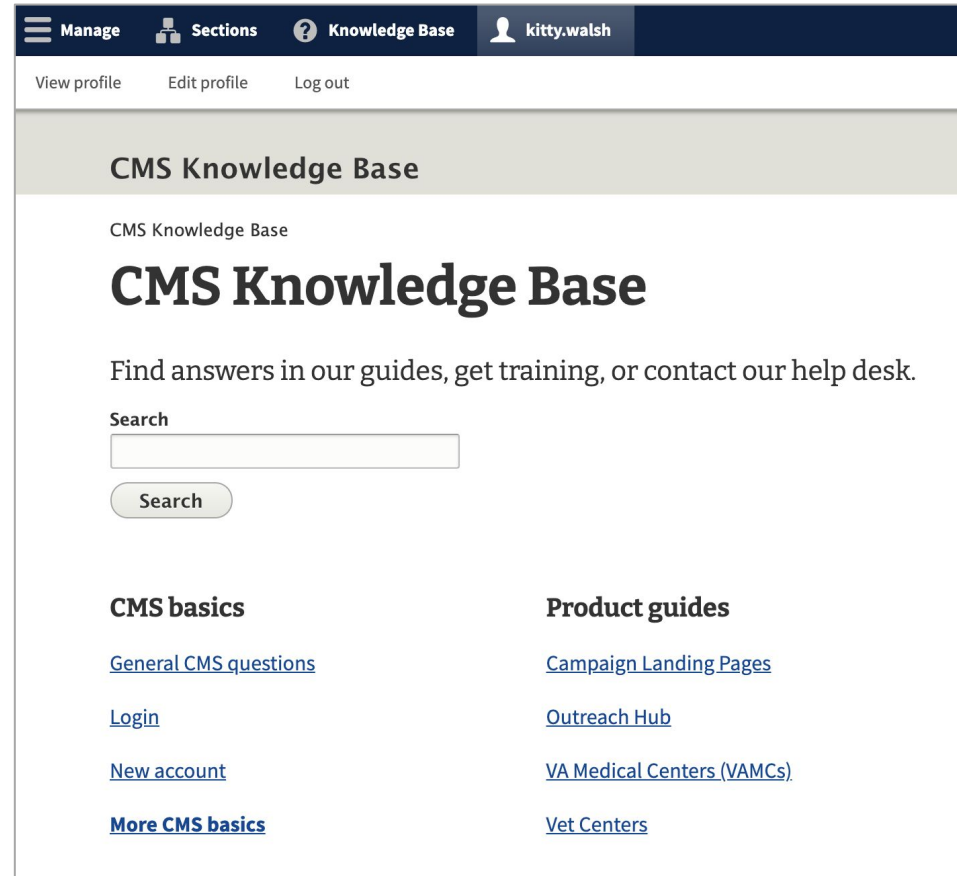 Manage Sections Knowledge Base kitty.walsh
View profile Edit profile Log out
CMS Knowledge Base
CMS Knowledge Base
CMS Knowledge Base
Find answers in our guides, get training, or contact our help desk.
Search
Search
CMS basics
General CMS questions
Login
New account
More CMS basics
Product guides
Campaign Landing Pages
Outreach Hub
VA Medical Centers (VAMCs)
Vet Centers